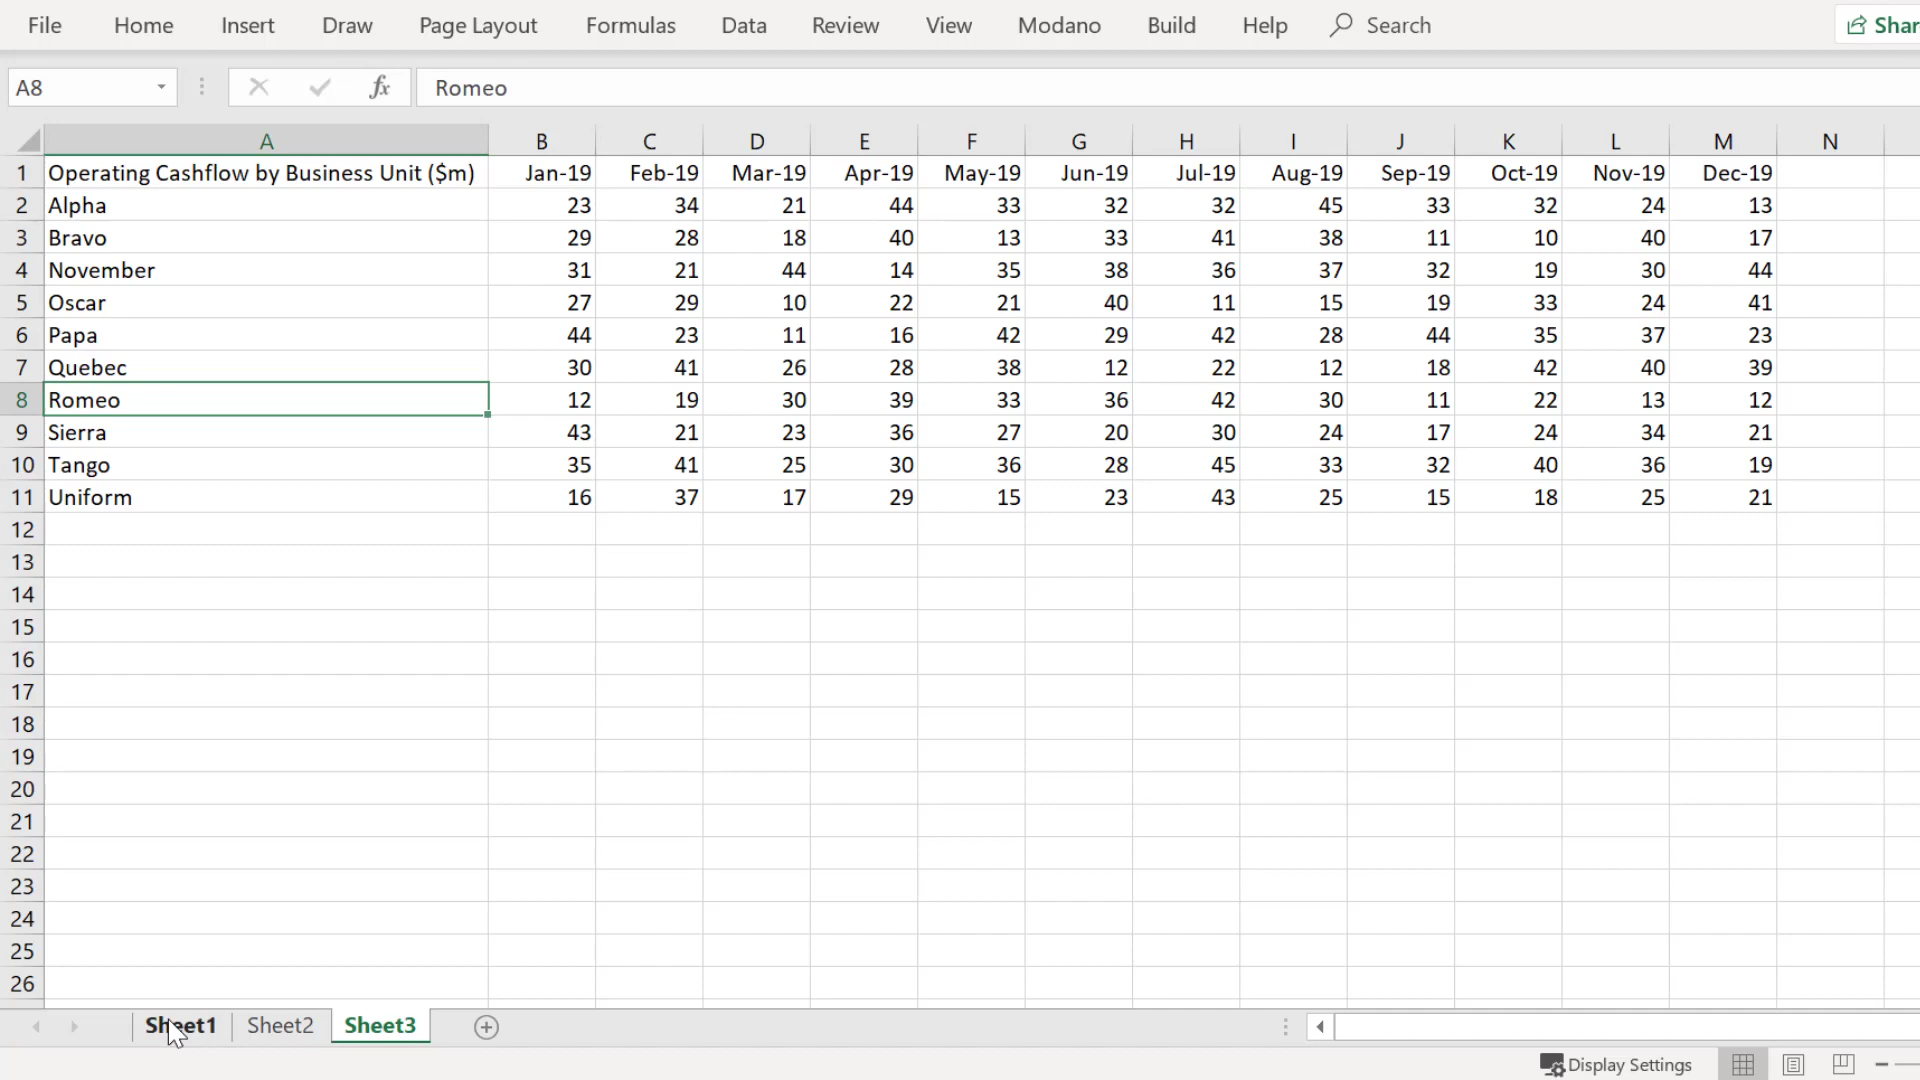 File Home Insert Draw Page Layout Formulas Data Review View Modano Build Help Search Shar
A8 fx Romeo
A B C D E F G H I J K L M N
1 Operating Cashflow by Business Unit ($m) Jan-19 Feb-19 Mar-19 Apr-19 May-19 Jun-19 Jul-19 Aug-19 Sep-19 Oct-19 Nov-19 Dec-19
2 Alpha 23 34 21 44 33 32 32 45 33 32 24 13
3 Bravo 29 28 18 40 13 33 41 38 11 10 40 17
4 November 31 21 44 14 35 38 36 37 32 19 30 44
5 Oscar 27 29 10 22 21 40 11 15 19 33 24 41
6 Papa 44 23 11 16 42 29 42 28 44 35 37 23
7 Quebec 30 41 26 28 38 12 22 12 18 42 40 39
8 Romeo 12 19 30 39 33 36 42 30 11 22 13 12
9 Sierra 43 21 23 36 27 20 30 24 17 24 34 21
10 Tango 35 41 25 30 36 28 45 33 32 40 36 19
11 Uniform 16 37 17 29 15 23 43 25 15 18 25 21
12
13
14
15
16
17
18
19
20
21
22
23
24
25
26
Sheet1 Sheet2 Sheet3
Display Settings